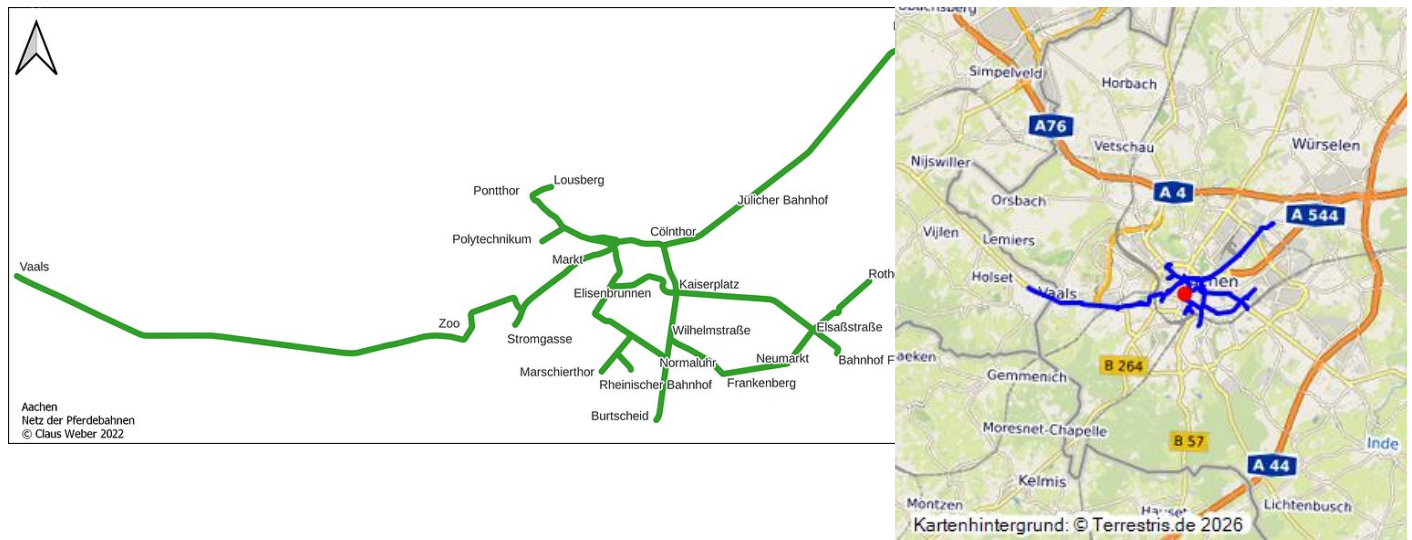 Lousberg
Pontthor
Jülicher Bahnhof
Polytechnikum
Cölnthor
Markt
Vaals
Kaiserplatz
Elisenbrunnen
Zoo
Wilhelmstraße
Elsaßstraße
Stromgasse
Normaluhr
Neumarkt
Bahnhof F
Marschierthor
Rheinischer Bahnhof
Frankenberg
Burtscheid
Roth
Aachen
Netz der Pferdebahnen
© Claus Weber 2022
Simpelveld
Horbach
A76
Vetschau
Würselen
Nijswiller
A 4
Orsbach
A 544
Vijlen
Lemiers
Holset
Vaals
B 264
Gemmenich
Moresnet-Chapelle
B 57
Inde
A 44
Kelmis
Montzen
Lichtenbusch
Kartenhintergrund: © Terrestris.de 2026